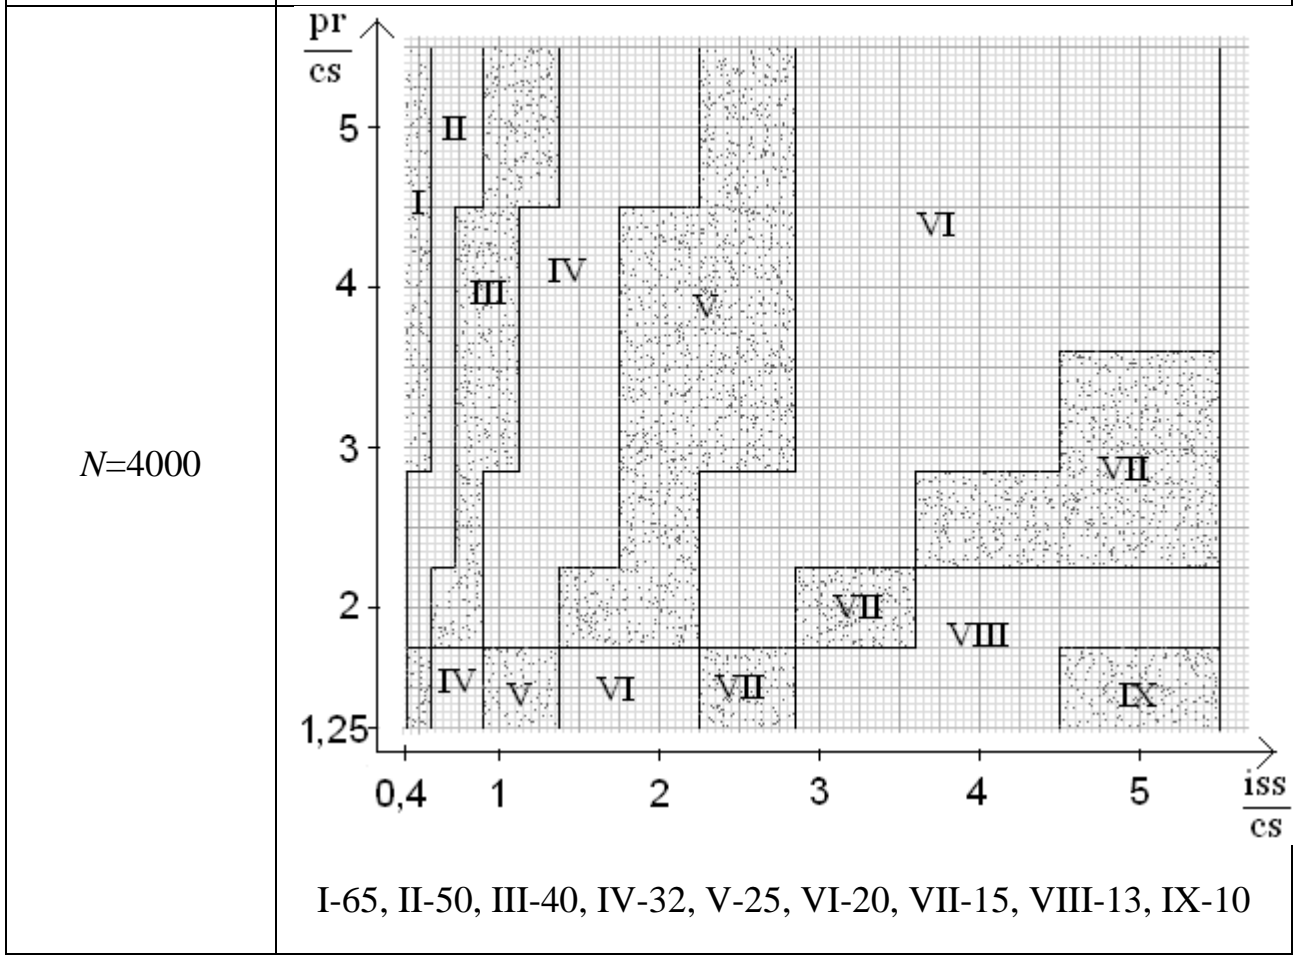 pr
cs
5
II
I
VI
IV
4
III
V
3
N=4000
VII
2
VII
VIII
IV
V
VI
VII
IX
1,25
0,4 1 2 3 4 5
iss
cs
I-65, II-50, III-40, IV-32, V-25, VI-20, VII-15, VIII-13, IX-10